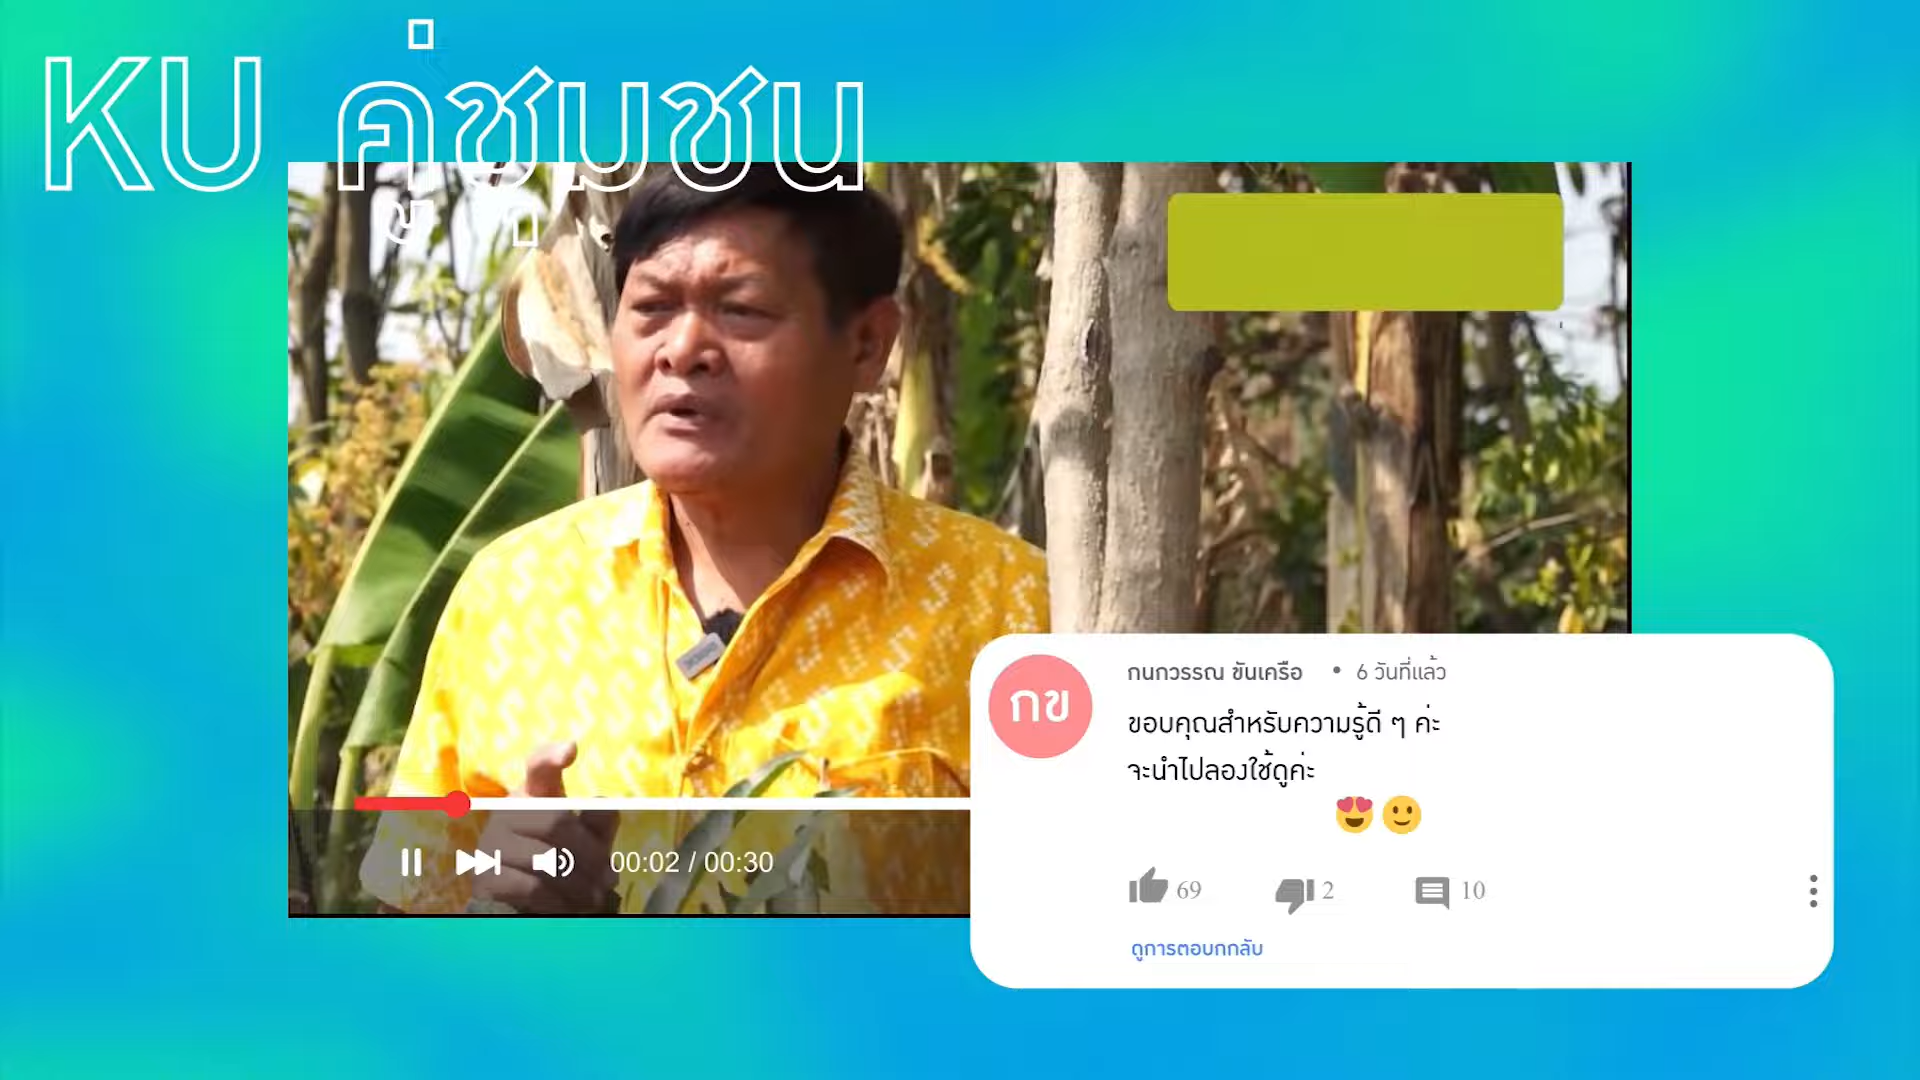 KU คู่ชุมชน
กนกวรรณ ขันเครือ • 6 วันที่แล้ว
กข
ขอบคุณสำหรับความรู้ดี ๆ ค่ะ
จะนำไปลองใช้ดูค่ะ
00:02 / 00:30
69 2 10
ดูการตอบกกลับ